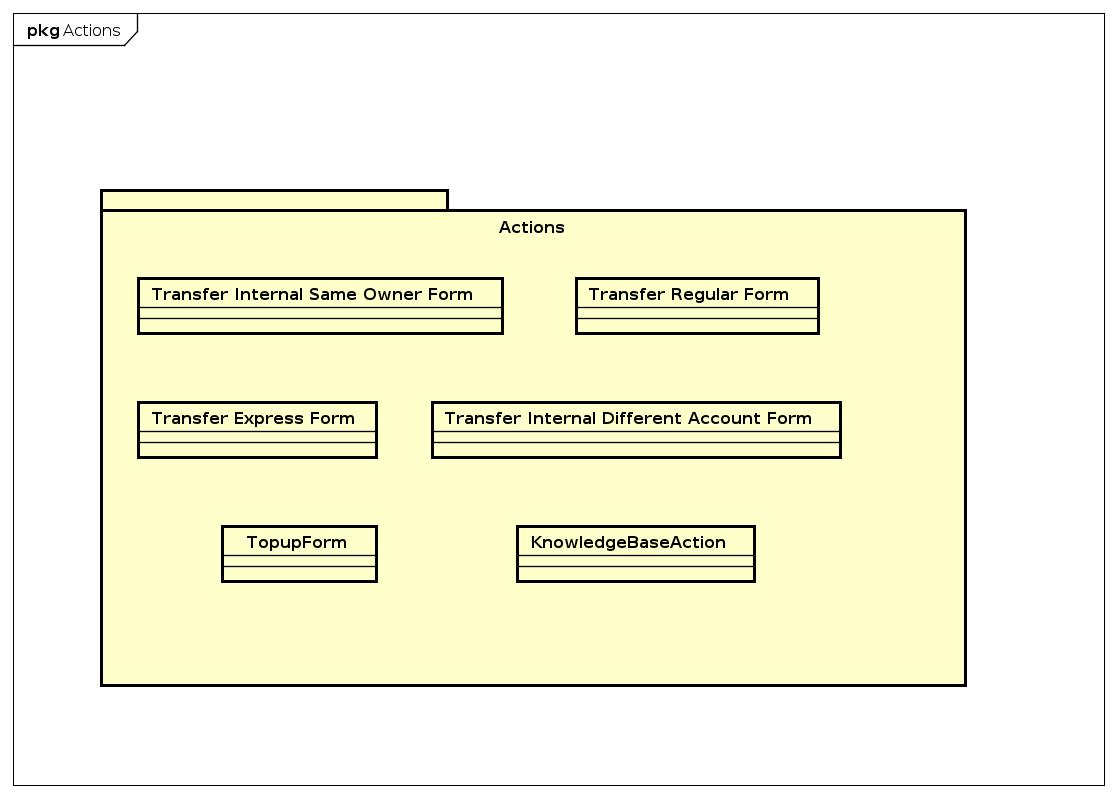 pkg Actions
Actions
Transfer Internal Same Owner Form
Transfer Regular Form
Transfer Express Form
Transfer Internal Different Account Form
TopupForm
KnowledgeBaseAction